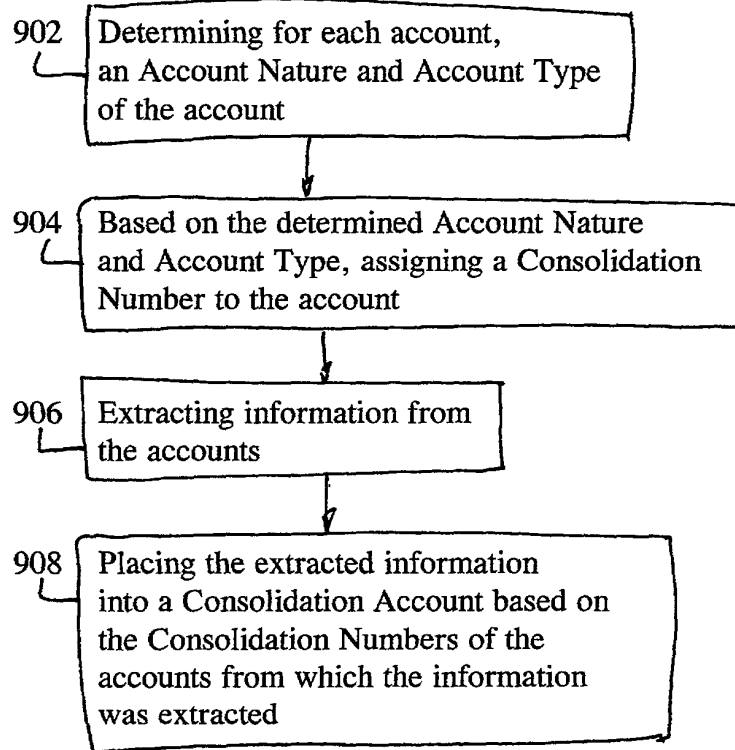 902
Determining for each account,
an Account Nature and Account Type
of the account
904
Based on the determined Account Nature
and Account Type, assigning a Consolidation
Number to the account
906
Extracting information from
the accounts
908
Placing the extracted information
into a Consolidation Account based on
the Consolidation Numbers of the
accounts from which the information
was extracted